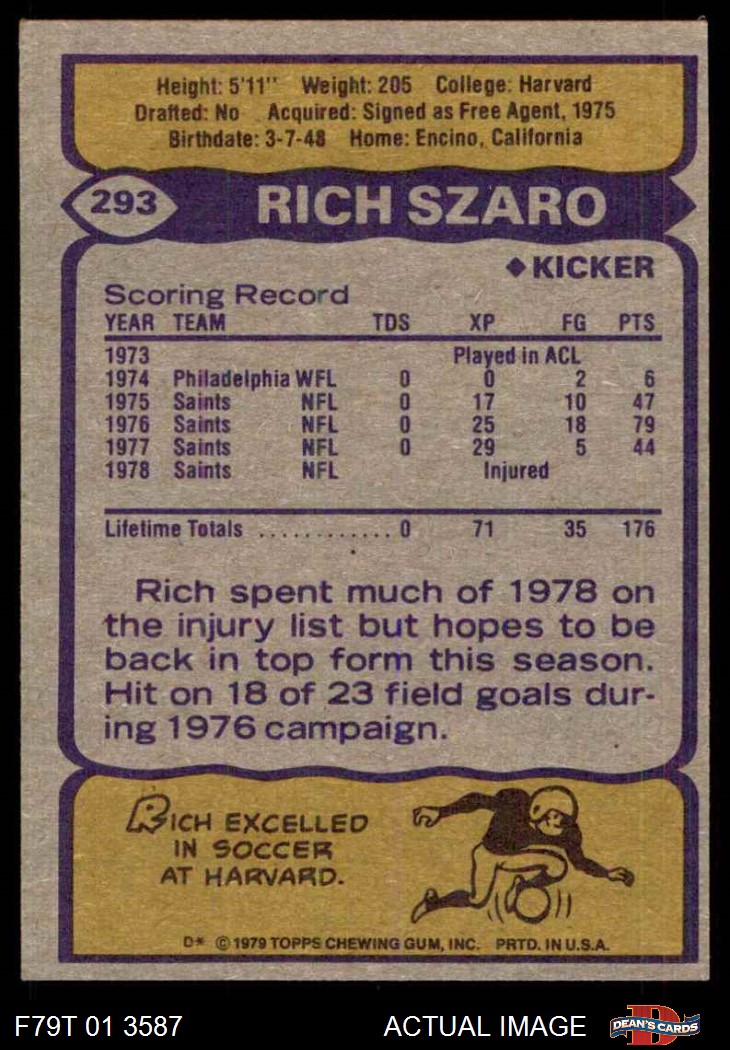 Height: 5'11" Weight: 205 College: Harvard
Drafted: No Acquired: Signed as Free Agent, 1975
Birthdate: 3-7-48 Home: Encino, California
293 RICH SZARO
◆KICKER
Scoring Record
YEAR TEAM TDS XP FG PTS
1973 Played in ACL
1974 Philadelphia WFL 0 0 2 6
1975 Saints NFL 0 17 10 47
1976 Saints NFL 0 25 18 79
1977 Saints NFL 0 29 5 44
1978 Saints NFL Injured
Lifetime Totals ............ 0 71 35 176
Rich spent much of 1978 on
the injury list but hopes to be
back in top form this season.
Hit on 18 of 23 field goals dur-
ing 1976 campaign.
RICH EXCELLED
IN SOCCER
AT HARVARD.
D* © 1979 TOPPS CHEWING GUM, INC. PRTD. IN U.S.A.
F79T 01 3587 ACTUAL IMAGE D DEAN'S CARDS